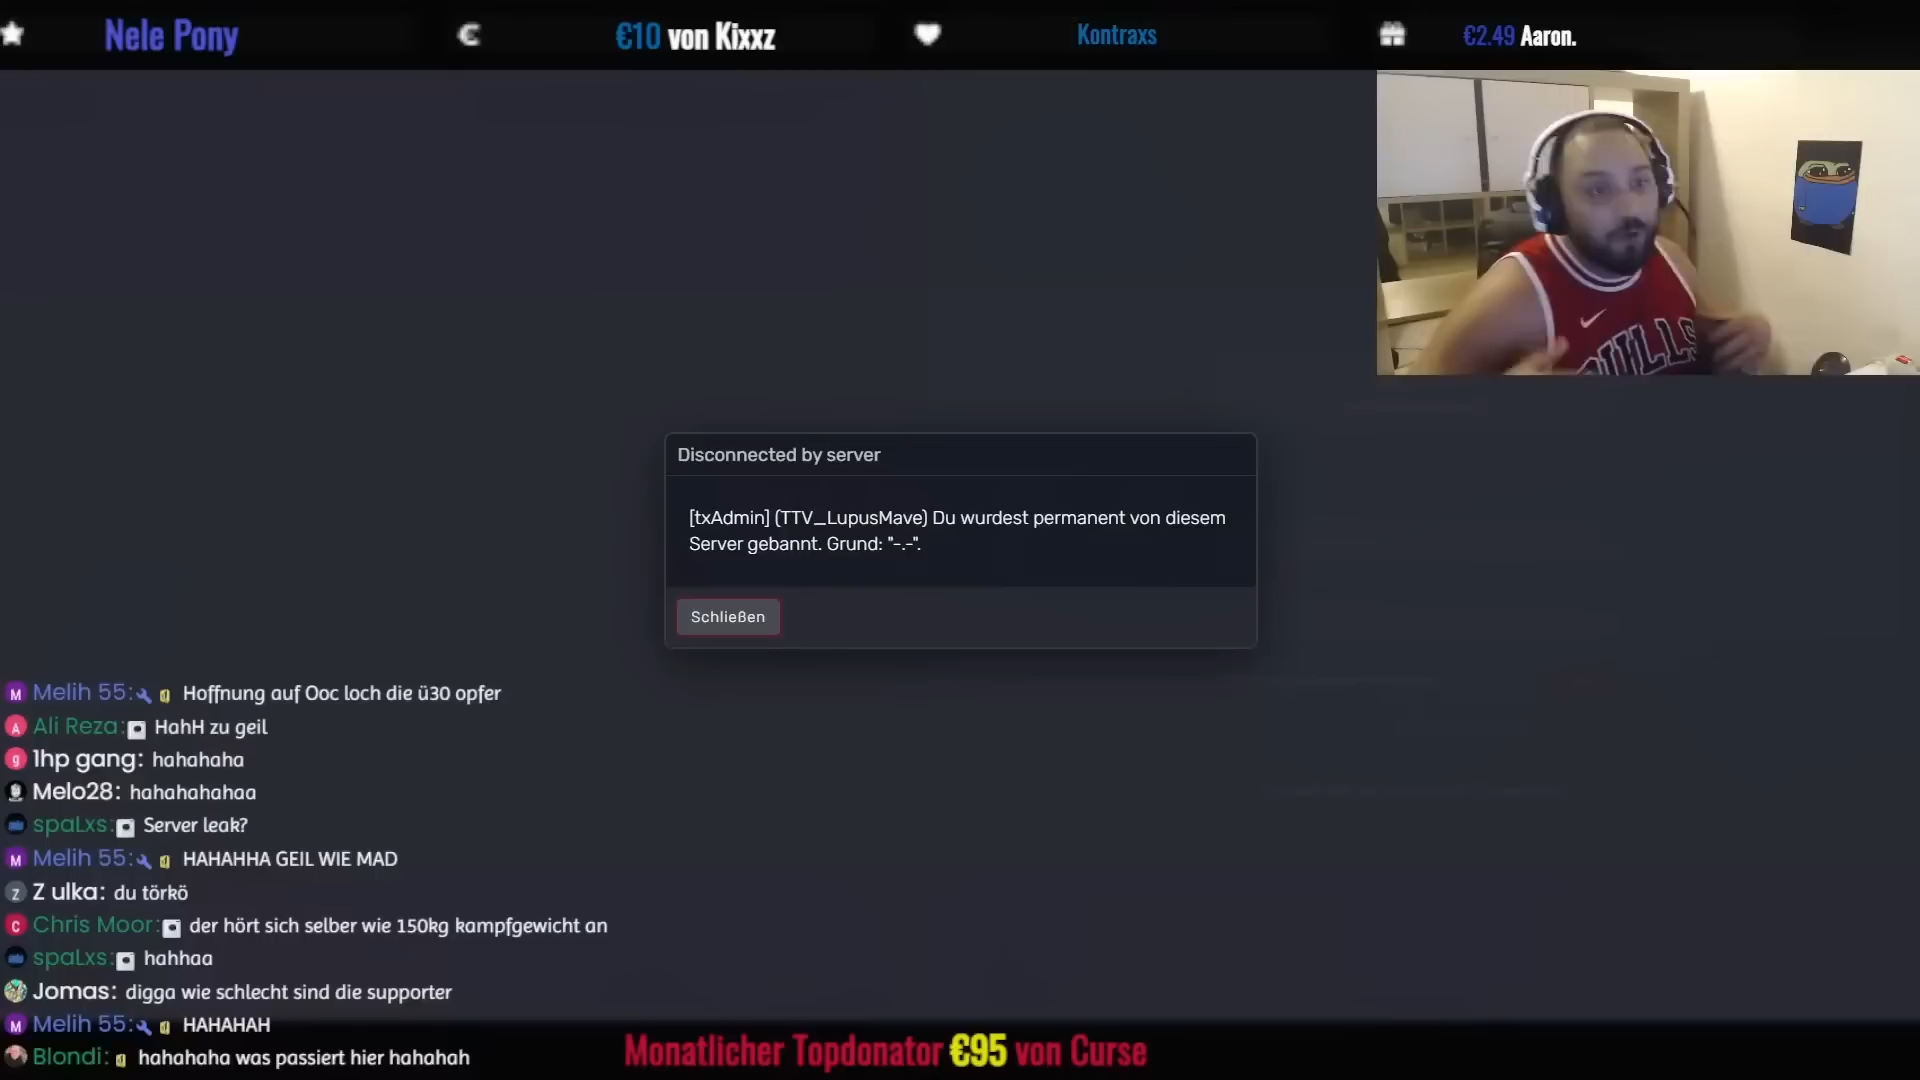 Nele Pony
€10 von Kixxz
Kontraxs
€2.49 Aaron.
BULLS
Disconnected by server
[txAdmin] (TTV_LupusMave) Du wurdest permanent von diesem
Server gebannt. Grund: "-.-".
Schließen
Melih 55: Hoffnung auf Ooc loch die ü30 opfer
Ali Reza: HahH zu geil
1hp gang: hahahaha
Melo28: hahahahahaa
spaLxs: Server leak?
Melih 55: HAHAHHA GEIL WIE MAD
Z ulka: du törkö
Chris Moor: der hört sich selber wie 150kg kampfgewicht an
spaLxs: hahhaa
Jomas: digga wie schlecht sind die supporter
Melih 55: HAHAHAH
Blondi: hahahaha was passiert hier hahahah
Monatlicher Topdonator €95 von Curse